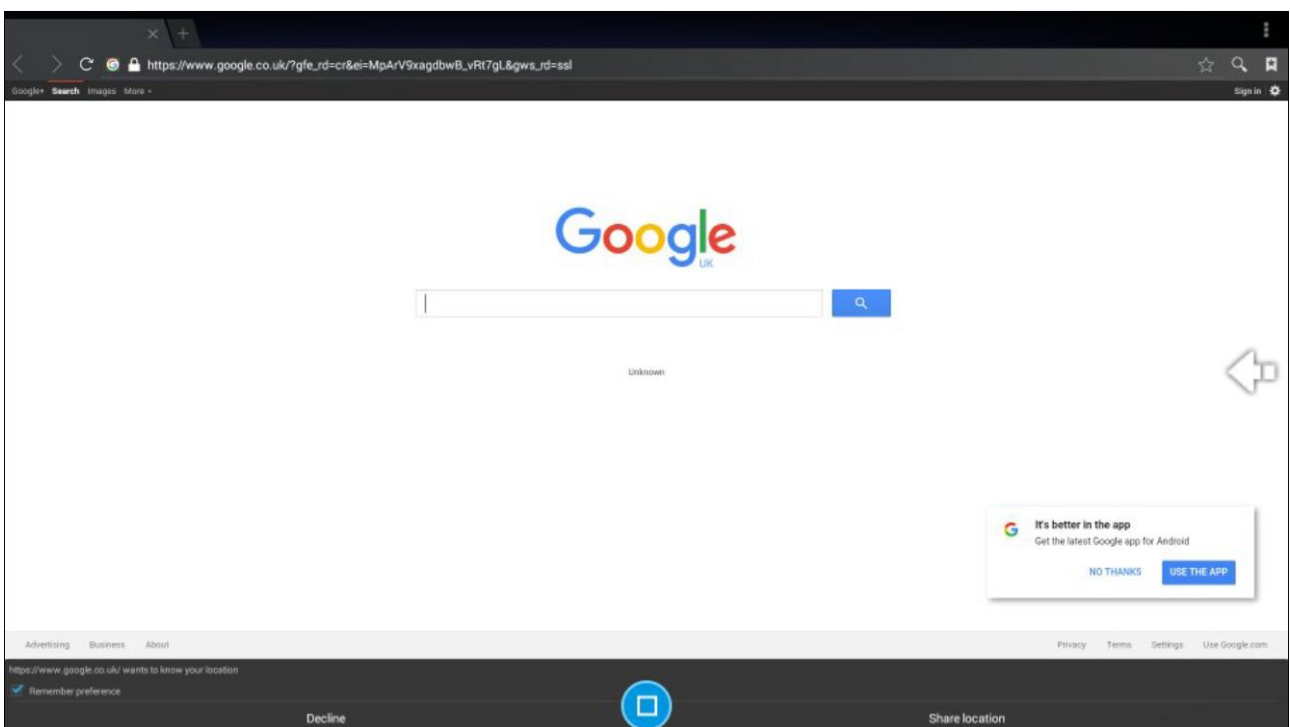 https://www.google.co.uk/?gfe_rd=cr&ei=MpArV9xagdbwB_vRt7gL&gws_rd=ssl
Google+ Search Images More Sign in
Google
UK
Unknown
It's better in the app
Get the latest Google app for Android
NO THANKS USE THE APP
Advertising Business About Privacy Terms Settings Use Google.com
https://www.google.co.uk/ wants to know your location
Remember preference
Decline Share location